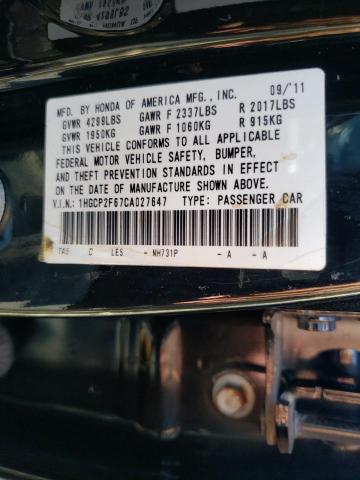 MFD. BY HONDA OF AMERICA MFG., INC. 09/11
GVWR 4299LBS GAWR F 2337LBS R 2017LBS
GVWR 1950KG GAWR F 1060KG R 915KG
THIS VEHICLE CONFORMS TO ALL APPLICABLE
FEDERAL MOTOR VEHICLE SAFETY, BUMPER,
AND THEFT PREVENTION STANDARDS IN EFFECT
ON THE DATE OF MANUFACTURE SHOWN ABOVE.
V.I.N.: 1HGCP2F67CA027647 TYPE: PASSENGER CAR
TA5 C LES - NH731P - A - A